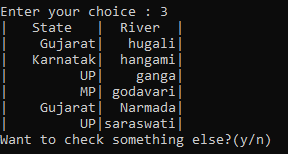 Enter your choice : 3
|   State    |  River   |
|     Gujarat|    hugali|
|    Karnatak|   hangami|
|          UP|     ganga|
|          MP|  godavari|
|     Gujarat|   Narmada|
|          UP|saraswati|
Want to check something else?(y/n)